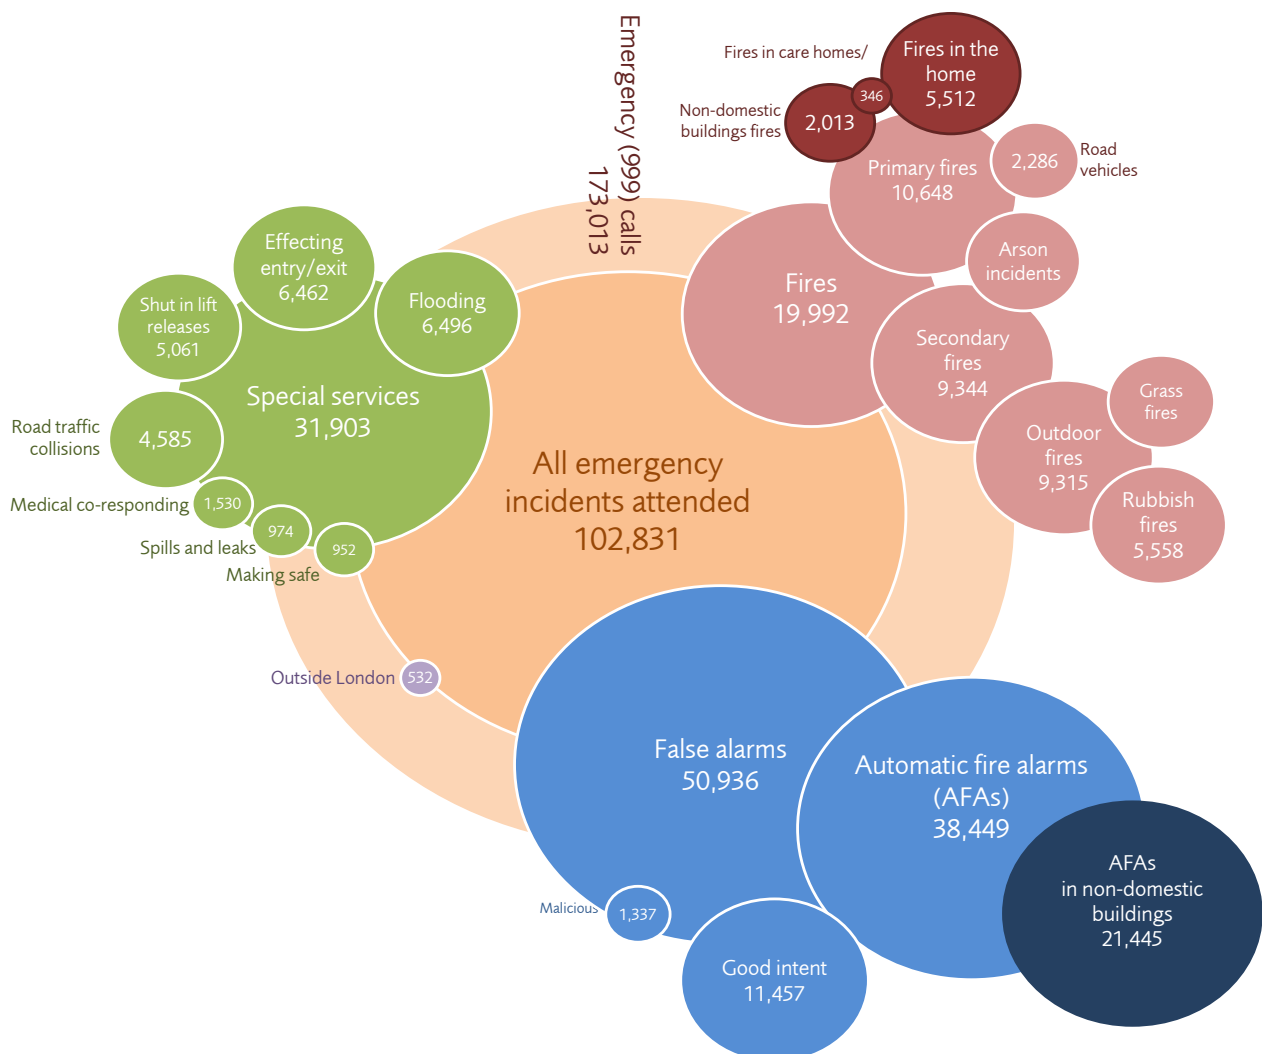 Emergency (999) calls
173,013
Fires in care homes/
346
Fires in the
home
5,512
Non-domestic
buildings fires
2,013
Primary fires
10,648
2,286
Road
vehicles
Arson
incidents
Fires
19,992
Secondary
fires
9,344
Outdoor
fires
9,315
Grass
fires
Rubbish
fires
5,558
Effecting
entry/exit
6,462
Flooding
6,496
Shut in lift
releases
5,061
Special services
31,903
Road traffic
collisions
4,585
Medical co-responding
1,530
Spills and leaks
974
Making safe
952
All emergency
incidents attended
102,831
Outside London
532
False alarms
50,936
Automatic fire alarms
(AFAs)
38,449
AFAs
in non-domestic
buildings
21,445
Malicious
1,337
Good intent
11,457